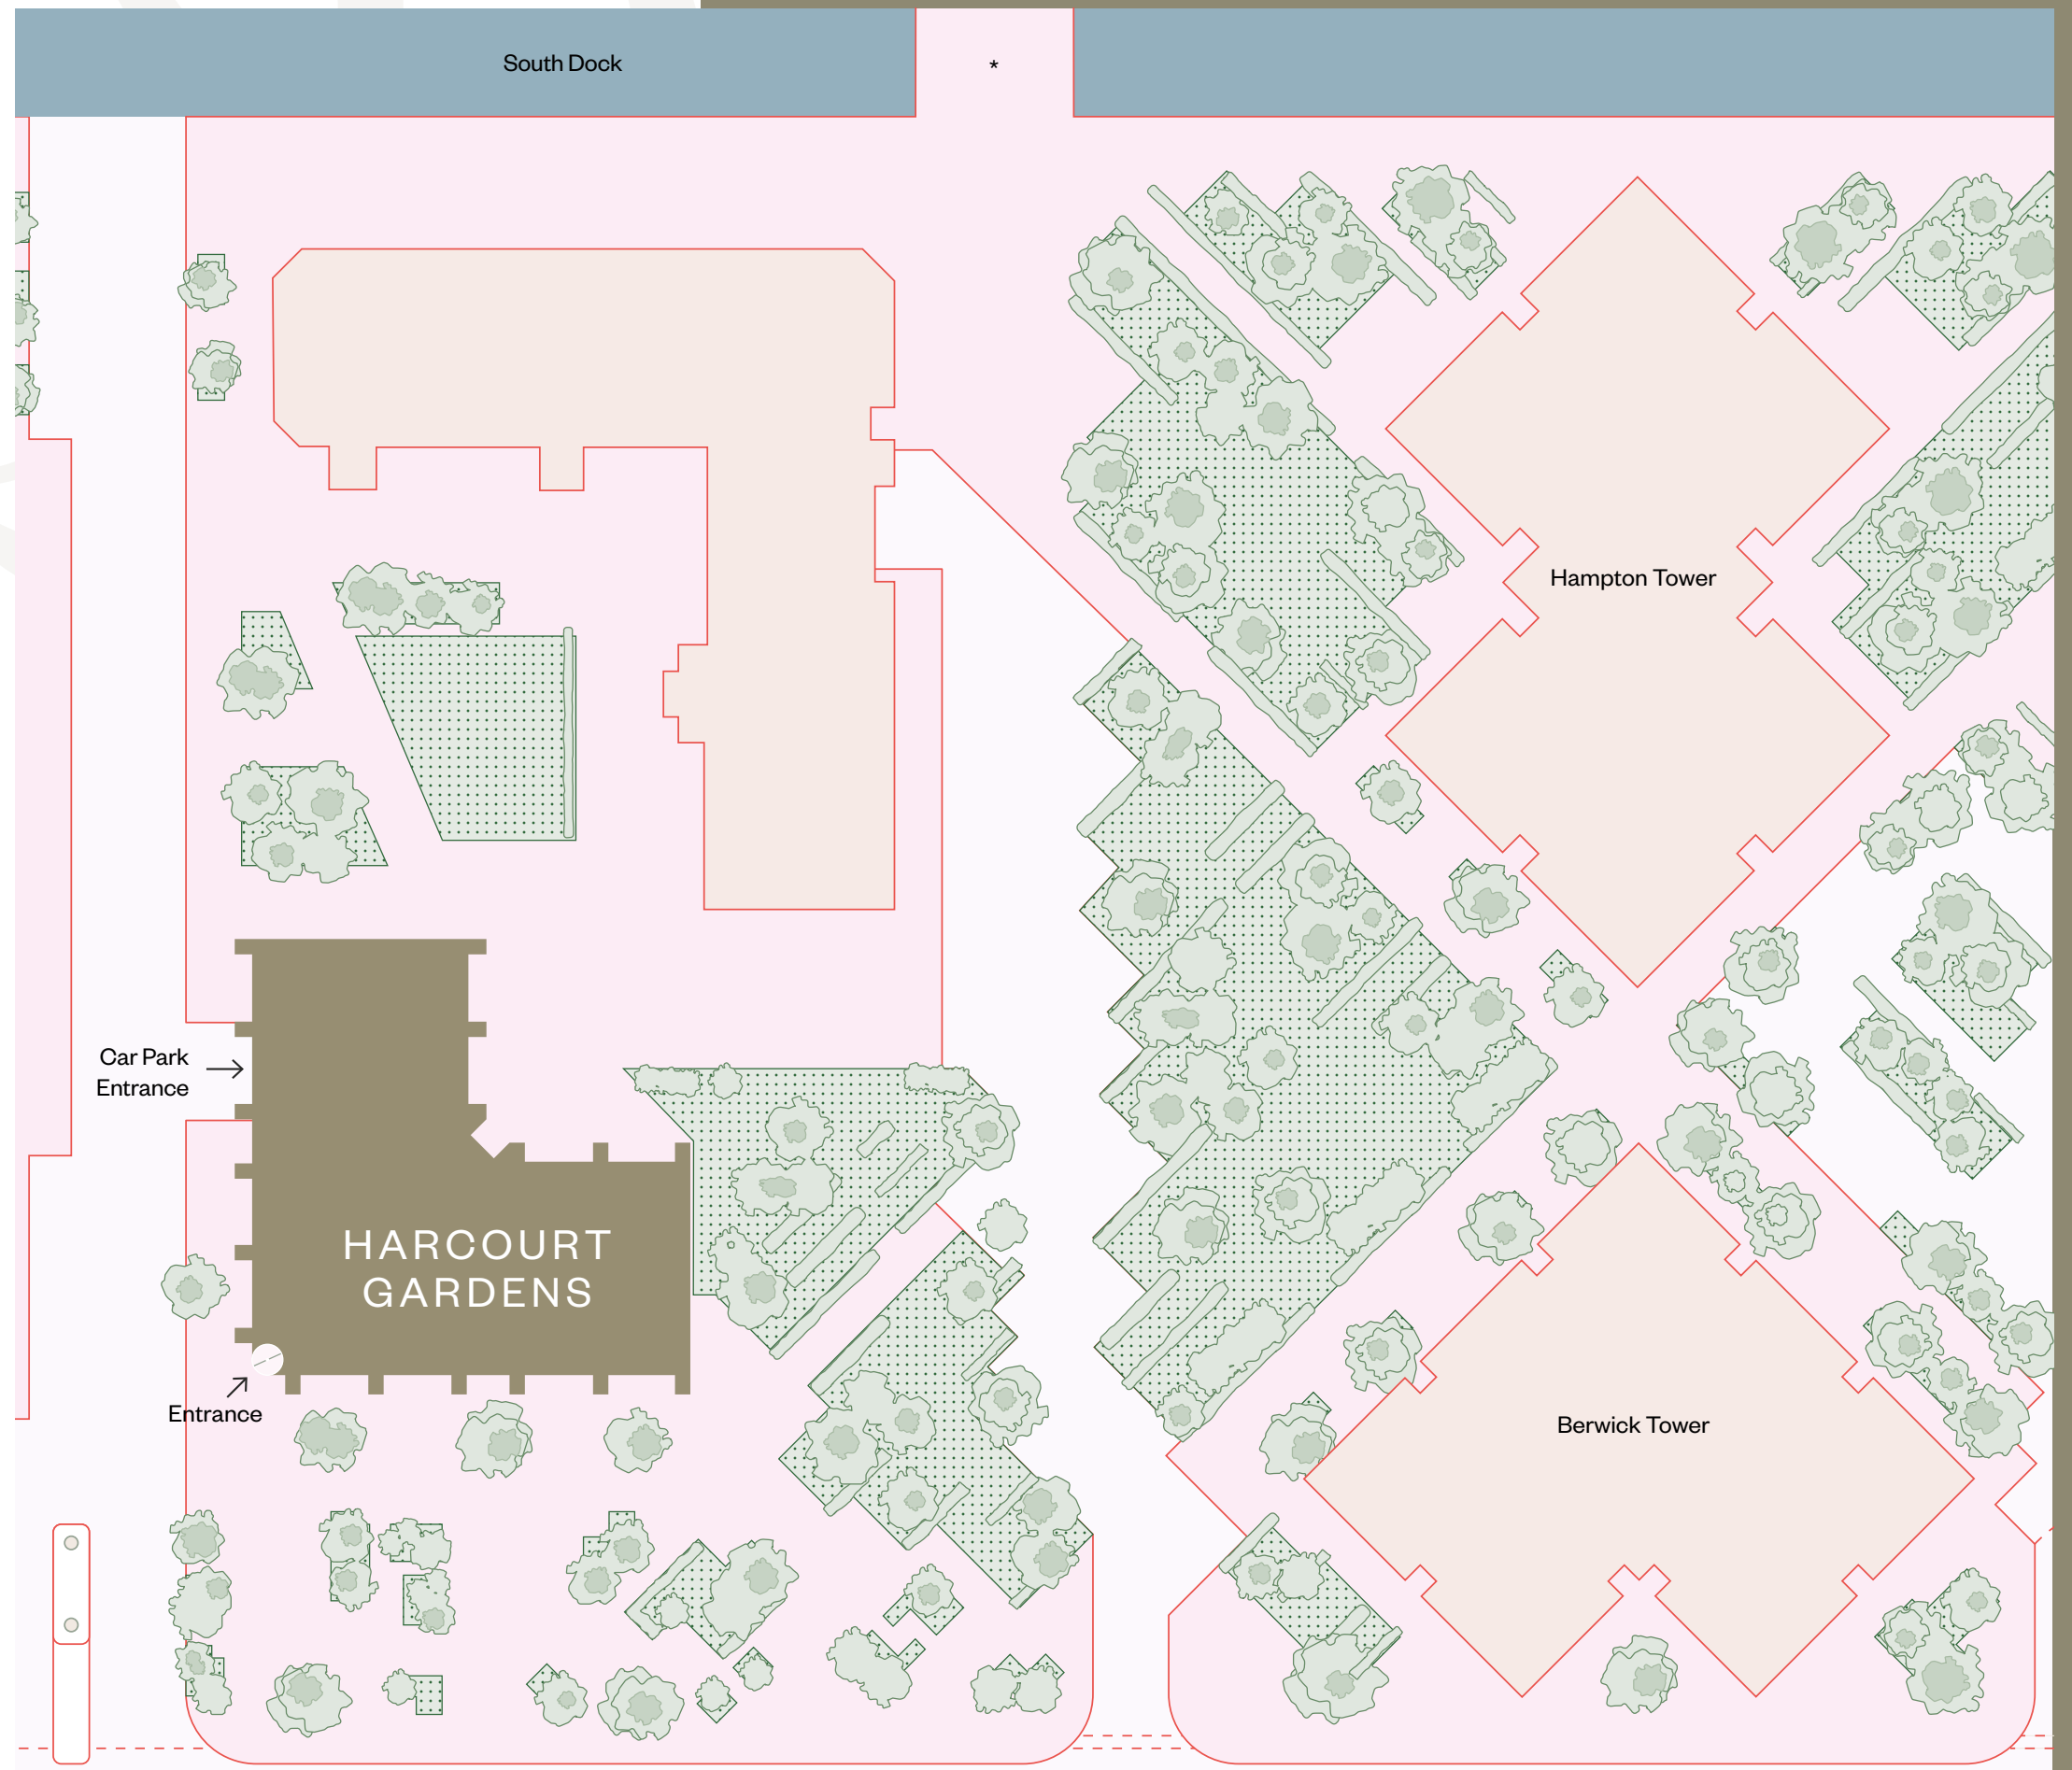 South Dock
*
Hampton Tower
Car Park
Entrance
HARCOURT
GARDENS
Entrance
Berwick Tower